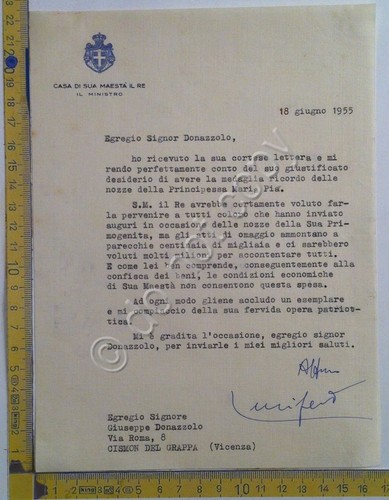 CASA DI SUA MAESTÀ IL RE
IL MINISTRO
18 giugno 1955
Egregio Signor Donazzolo,
ho ricevuto la sua cortese lettera e mi
rendo perfettamente conto del suo giustificato
desiderio di avere la medaglia ricordo delle
nozze della Principessa Maria Pia.
S.M. il Re avrebbe certamente voluto far-
la pervenire a tutti coloro che hanno inviato
auguri in occasione delle nozze della Sua Pri-
mogenita, ma gli atti di omaggio ammontano a
parecchie centinaia di migliaia e ci sarebbero
voluti molti milioni per accontentare tutti.
E come lei ben comprende, conseguentemente alla
confisca dei beni, le condizioni economiche
di Sua Maestà non consentono questa spesa.
Ad ogni modo gliene accludo un esemplare
e mi compiaccio della sua fervida opera patriot-
tica.
Mi è gradita l'occasione, egregio signor
Donazzolo, per inviarle i miei migliori saluti.
Egregio Signore
Giuseppe Donazzolo
Via Roma, 8
CISMON DEL GRAPPA (Vicenza)